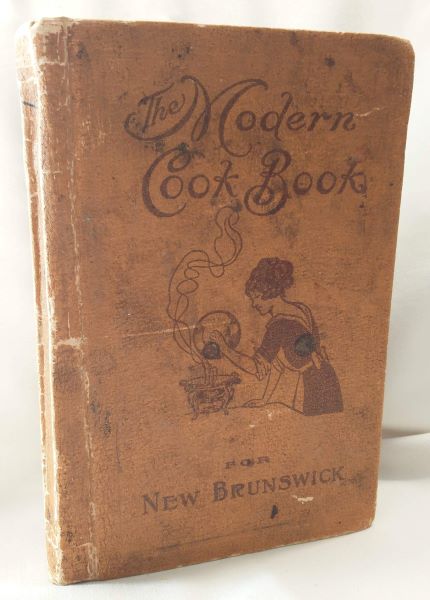 The Modern
Cook Book
FOR
NEW BRUNSWICK